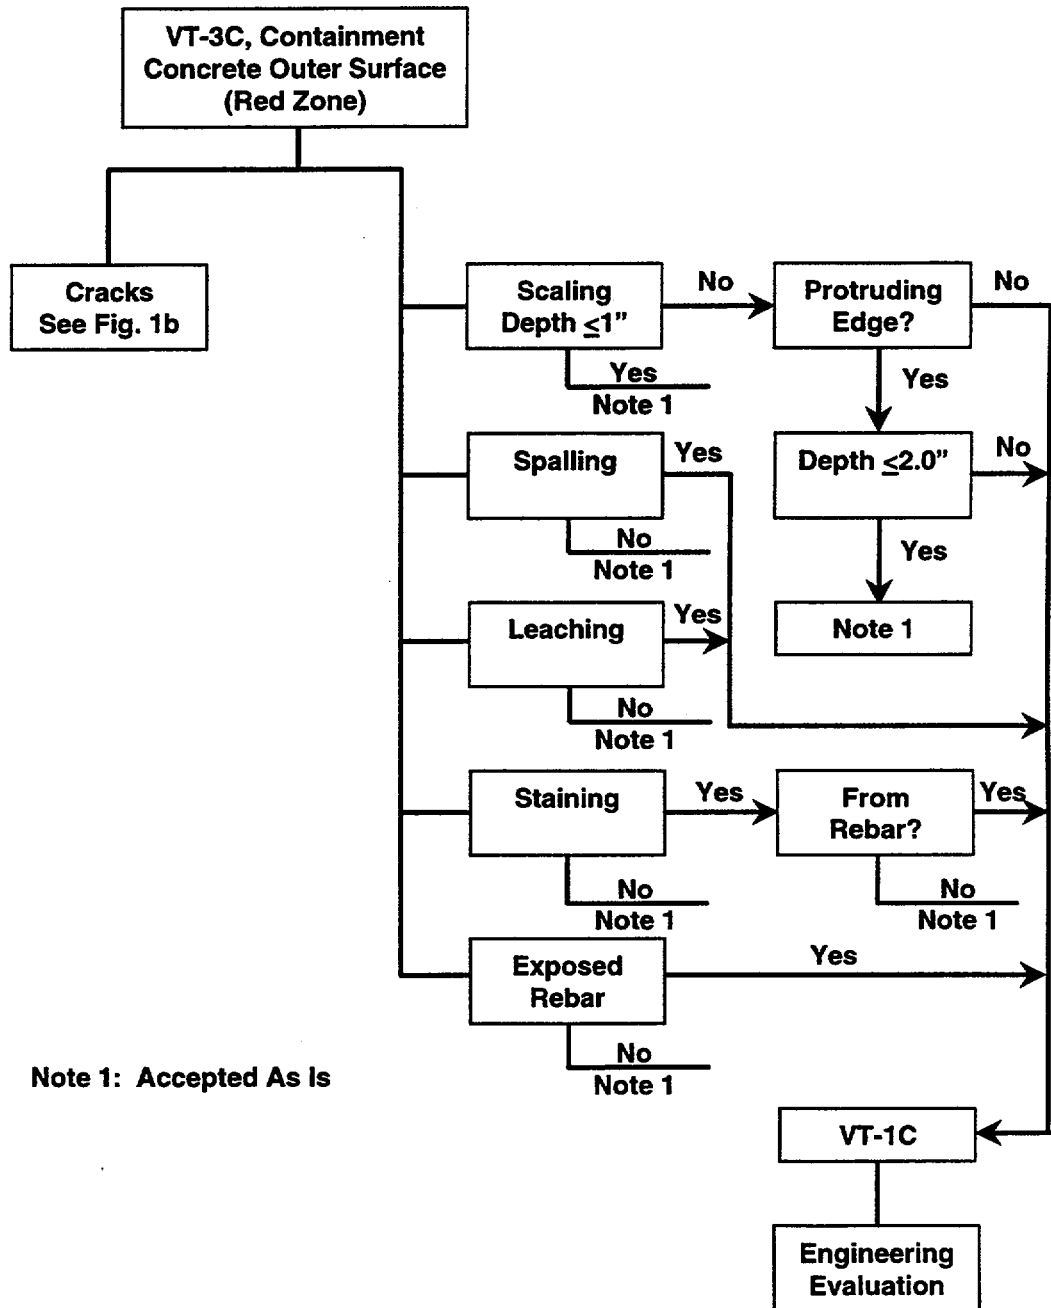 VT-3C, Containment
Concrete Outer Surface
(Red Zone)
Cracks
See Fig. 1b
Scaling
Depth ≤1”
No
Protruding
Edge?
No
Yes
Note 1
Yes
Spalling
Yes
Depth ≤2.0”
No
No
Note 1
Yes
Leaching
Yes
Note 1
No
Note 1
Staining
Yes
From
Rebar?
Yes
No
Note 1
No
Note 1
Exposed
Rebar
Yes
No
Note 1
Note 1: Accepted As Is
VT-1C
Engineering
Evaluation